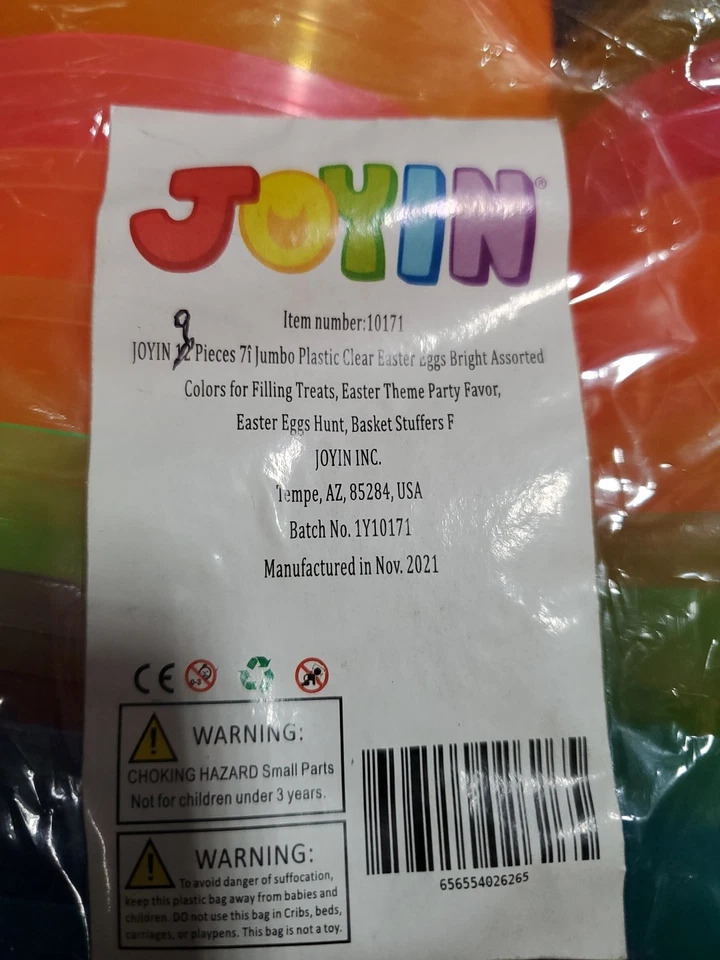 JOYIN®
Item number:10171
9
JOYIN 12 Pieces 7î Jumbo Plastic Clear Easter Eggs Bright Assorted
Colors for Filling Treats, Easter Theme Party Favor,
Easter Eggs Hunt, Basket Stuffers F
JOYIN INC.
Tempe, AZ, 85284, USA
Batch No. 1Y10171
Manufactured in Nov. 2021
CE 0-3
WARNING:
CHOKING HAZARD Small Parts
Not for children under 3 years.
WARNING:
To avoid danger of suffocation,
keep this plastic bag away from babies and
children. DO not use this bag in Cribs, beds,
carriages, or playpens. This bag is not a toy.
656554026265